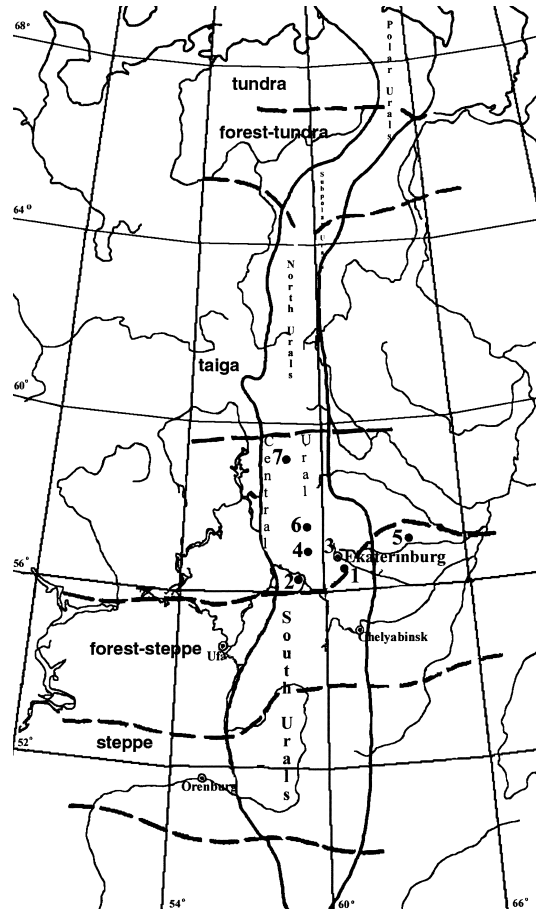 68°
Polar Urals
tundra
forest-tundra
Subpolar U
64°
North Urals
taiga
60°
Central Ural
7
6
3
5
4
Ekaterinburg
56°
2
1
South Urals
Chelyabinsk
forest-steppe
Ufa
steppe
52°
Orenburg
54°
60°
66°